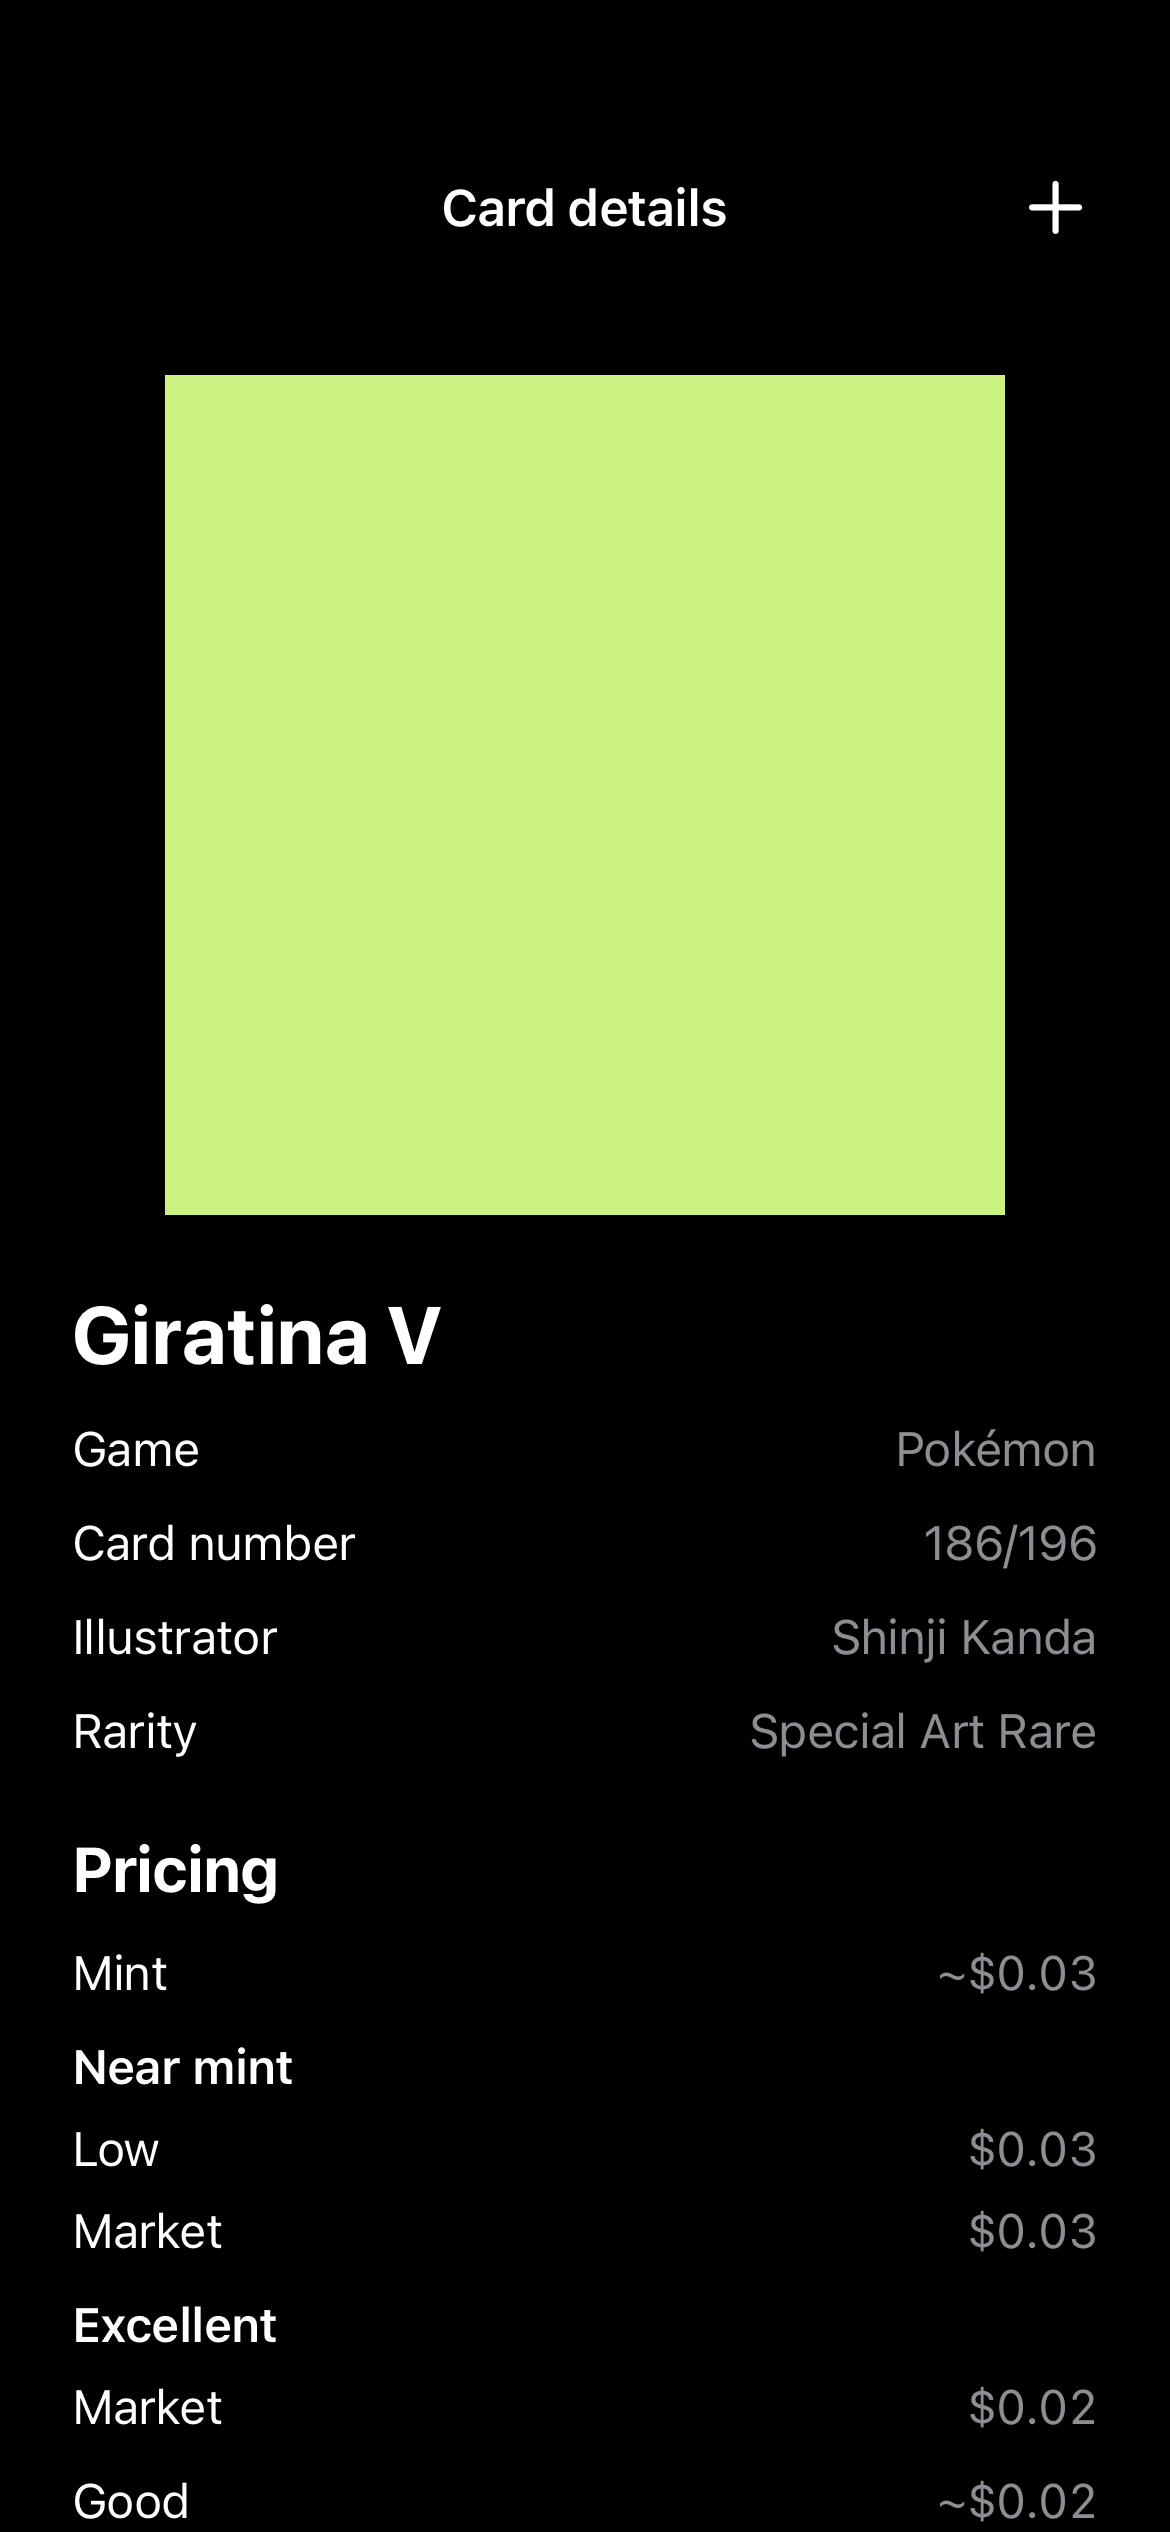 Card details
Giratina V
Game Pokémon
Card number 186/196
Illustrator Shinji Kanda
Rarity Special Art Rare
Pricing
Mint ~$0.03
Near mint
Low $0.03
Market $0.03
Excellent
Market $0.02
Good ~$0.02